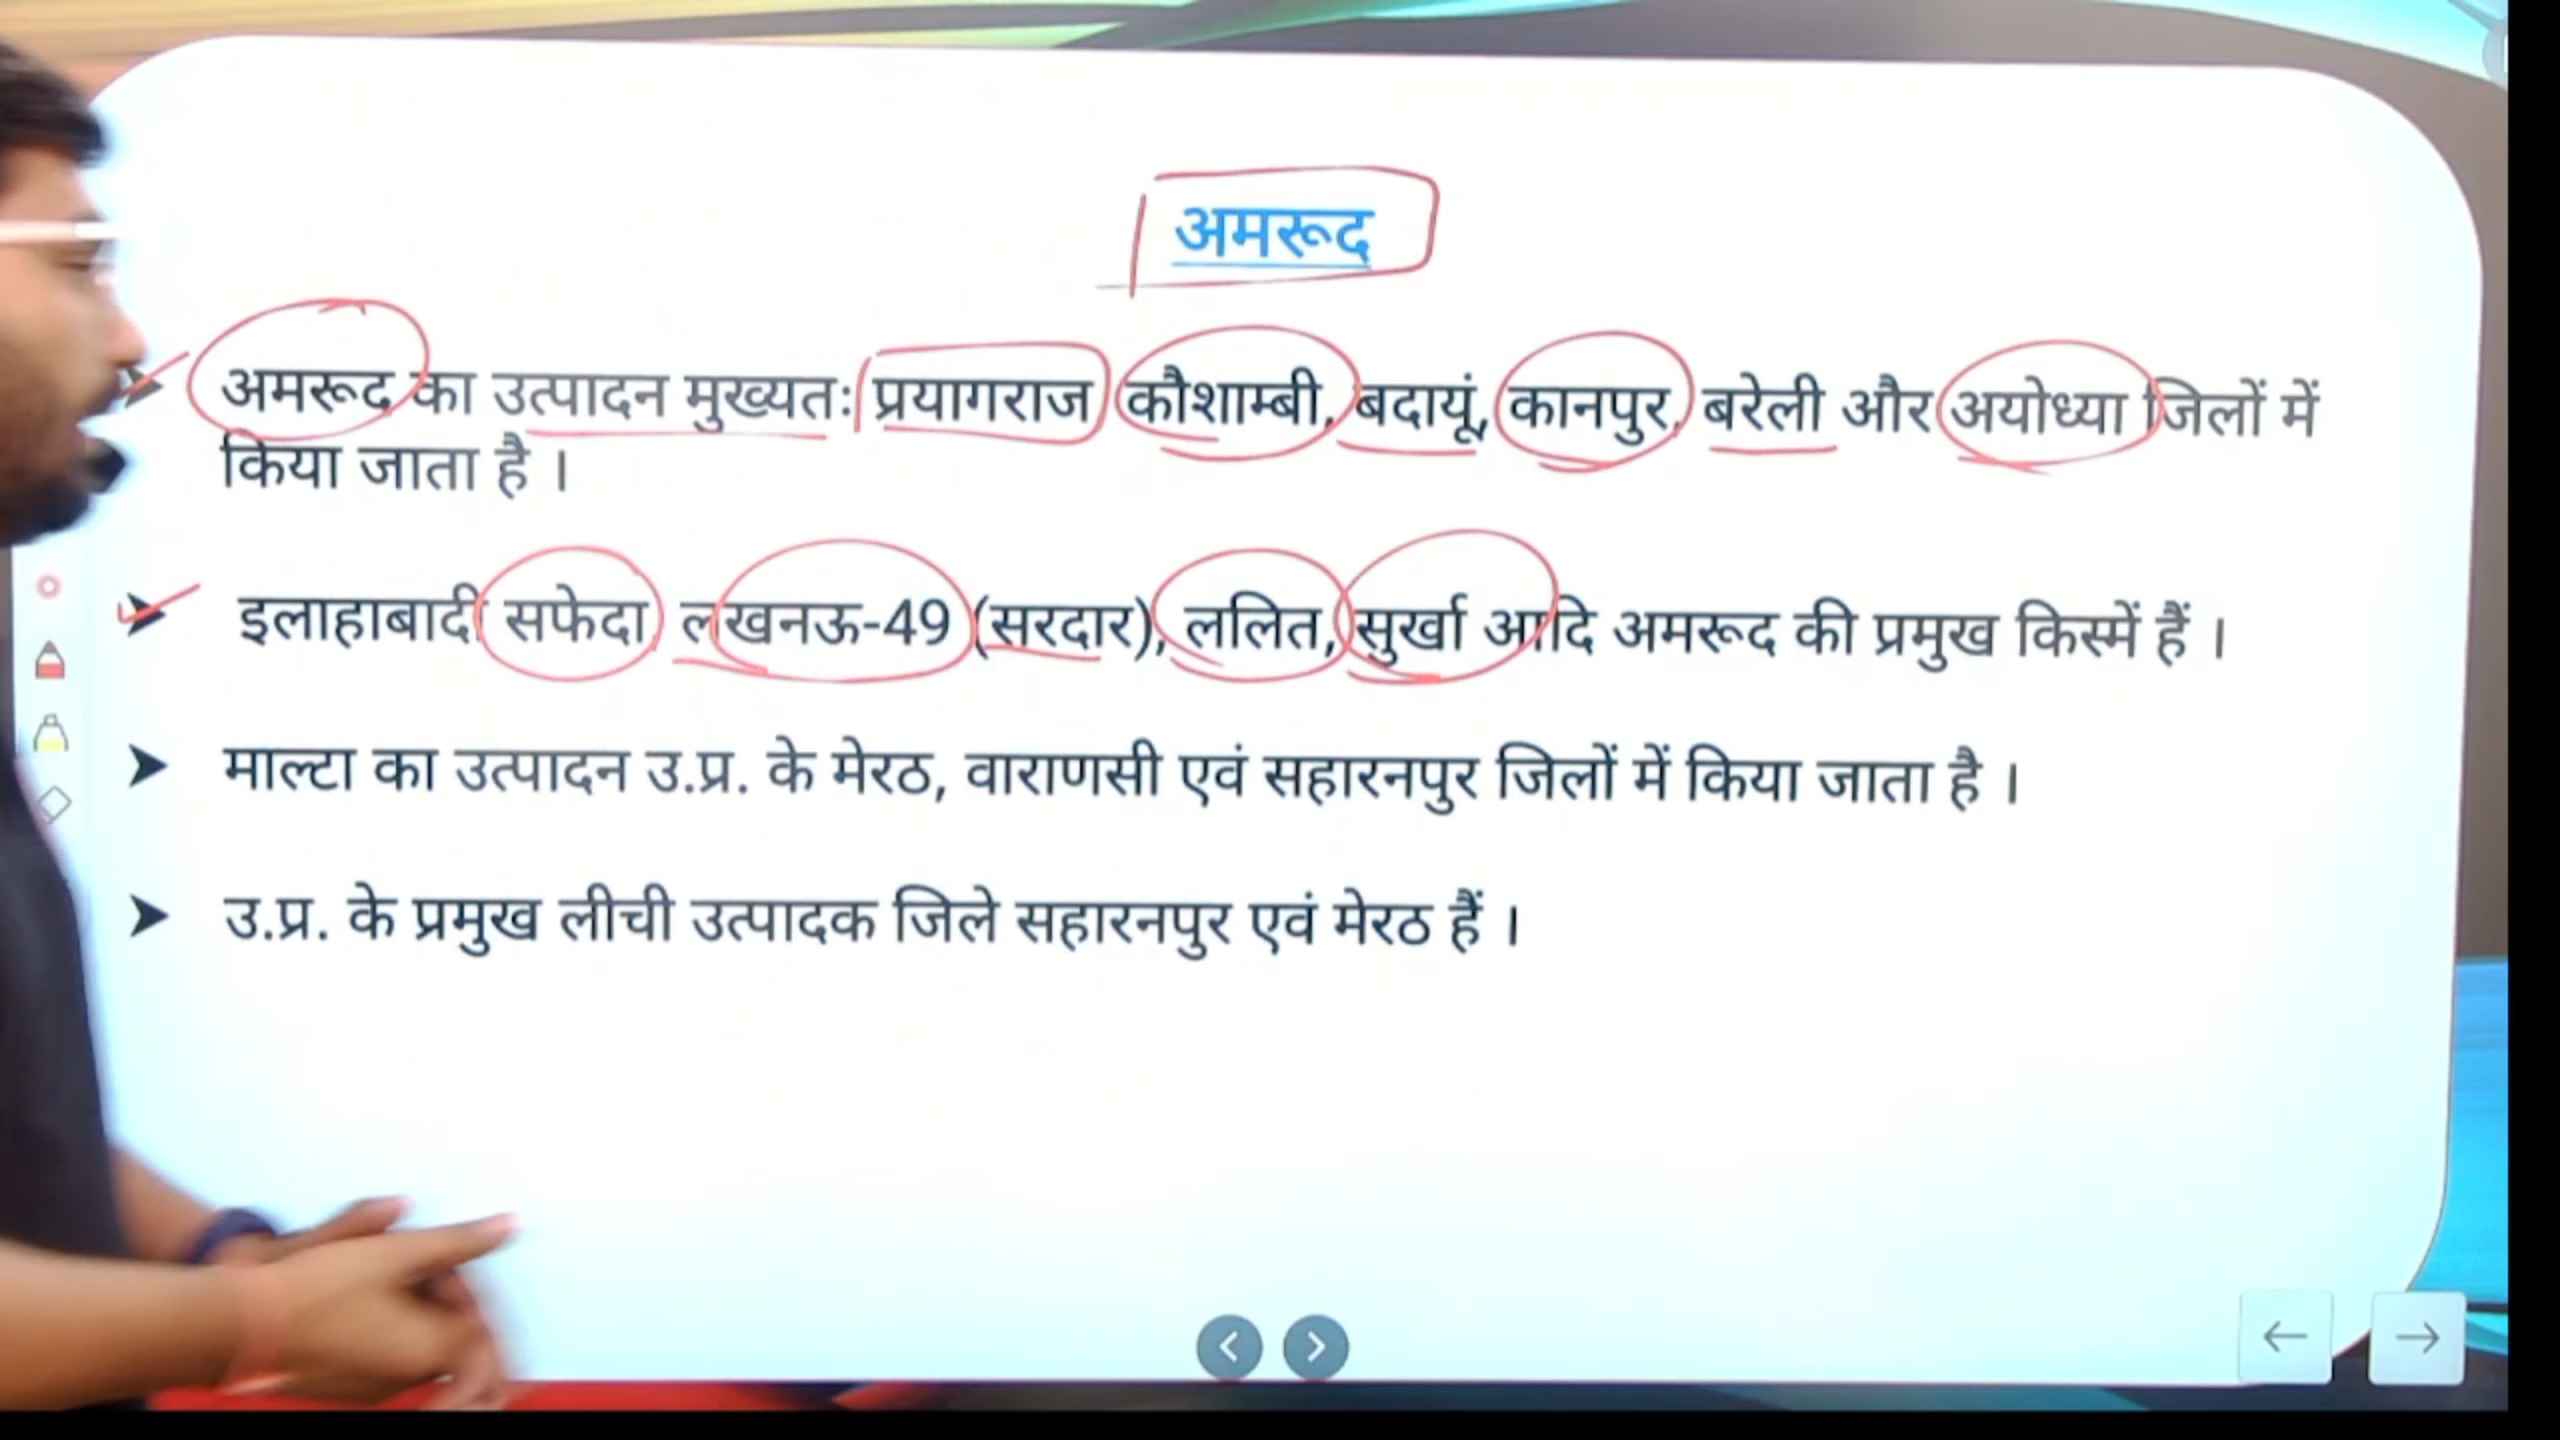 अमरूद
अमरूद का उत्पादन मुख्यतः प्रयागराज कौशाम्बी, बदायूं, कानपुर, बरेली और अयोध्या जिलों में
किया जाता है ।
इलाहाबादी सफेदा, लखनऊ-49 (सरदार), ललित, सुर्खा आदि अमरूद की प्रमुख किस्में हैं ।
माल्टा का उत्पादन उ.प्र. के मेरठ, वाराणसी एवं सहारनपुर जिलों में किया जाता है ।
उ.प्र. के प्रमुख लीची उत्पादक जिले सहारनपुर एवं मेरठ हैं ।